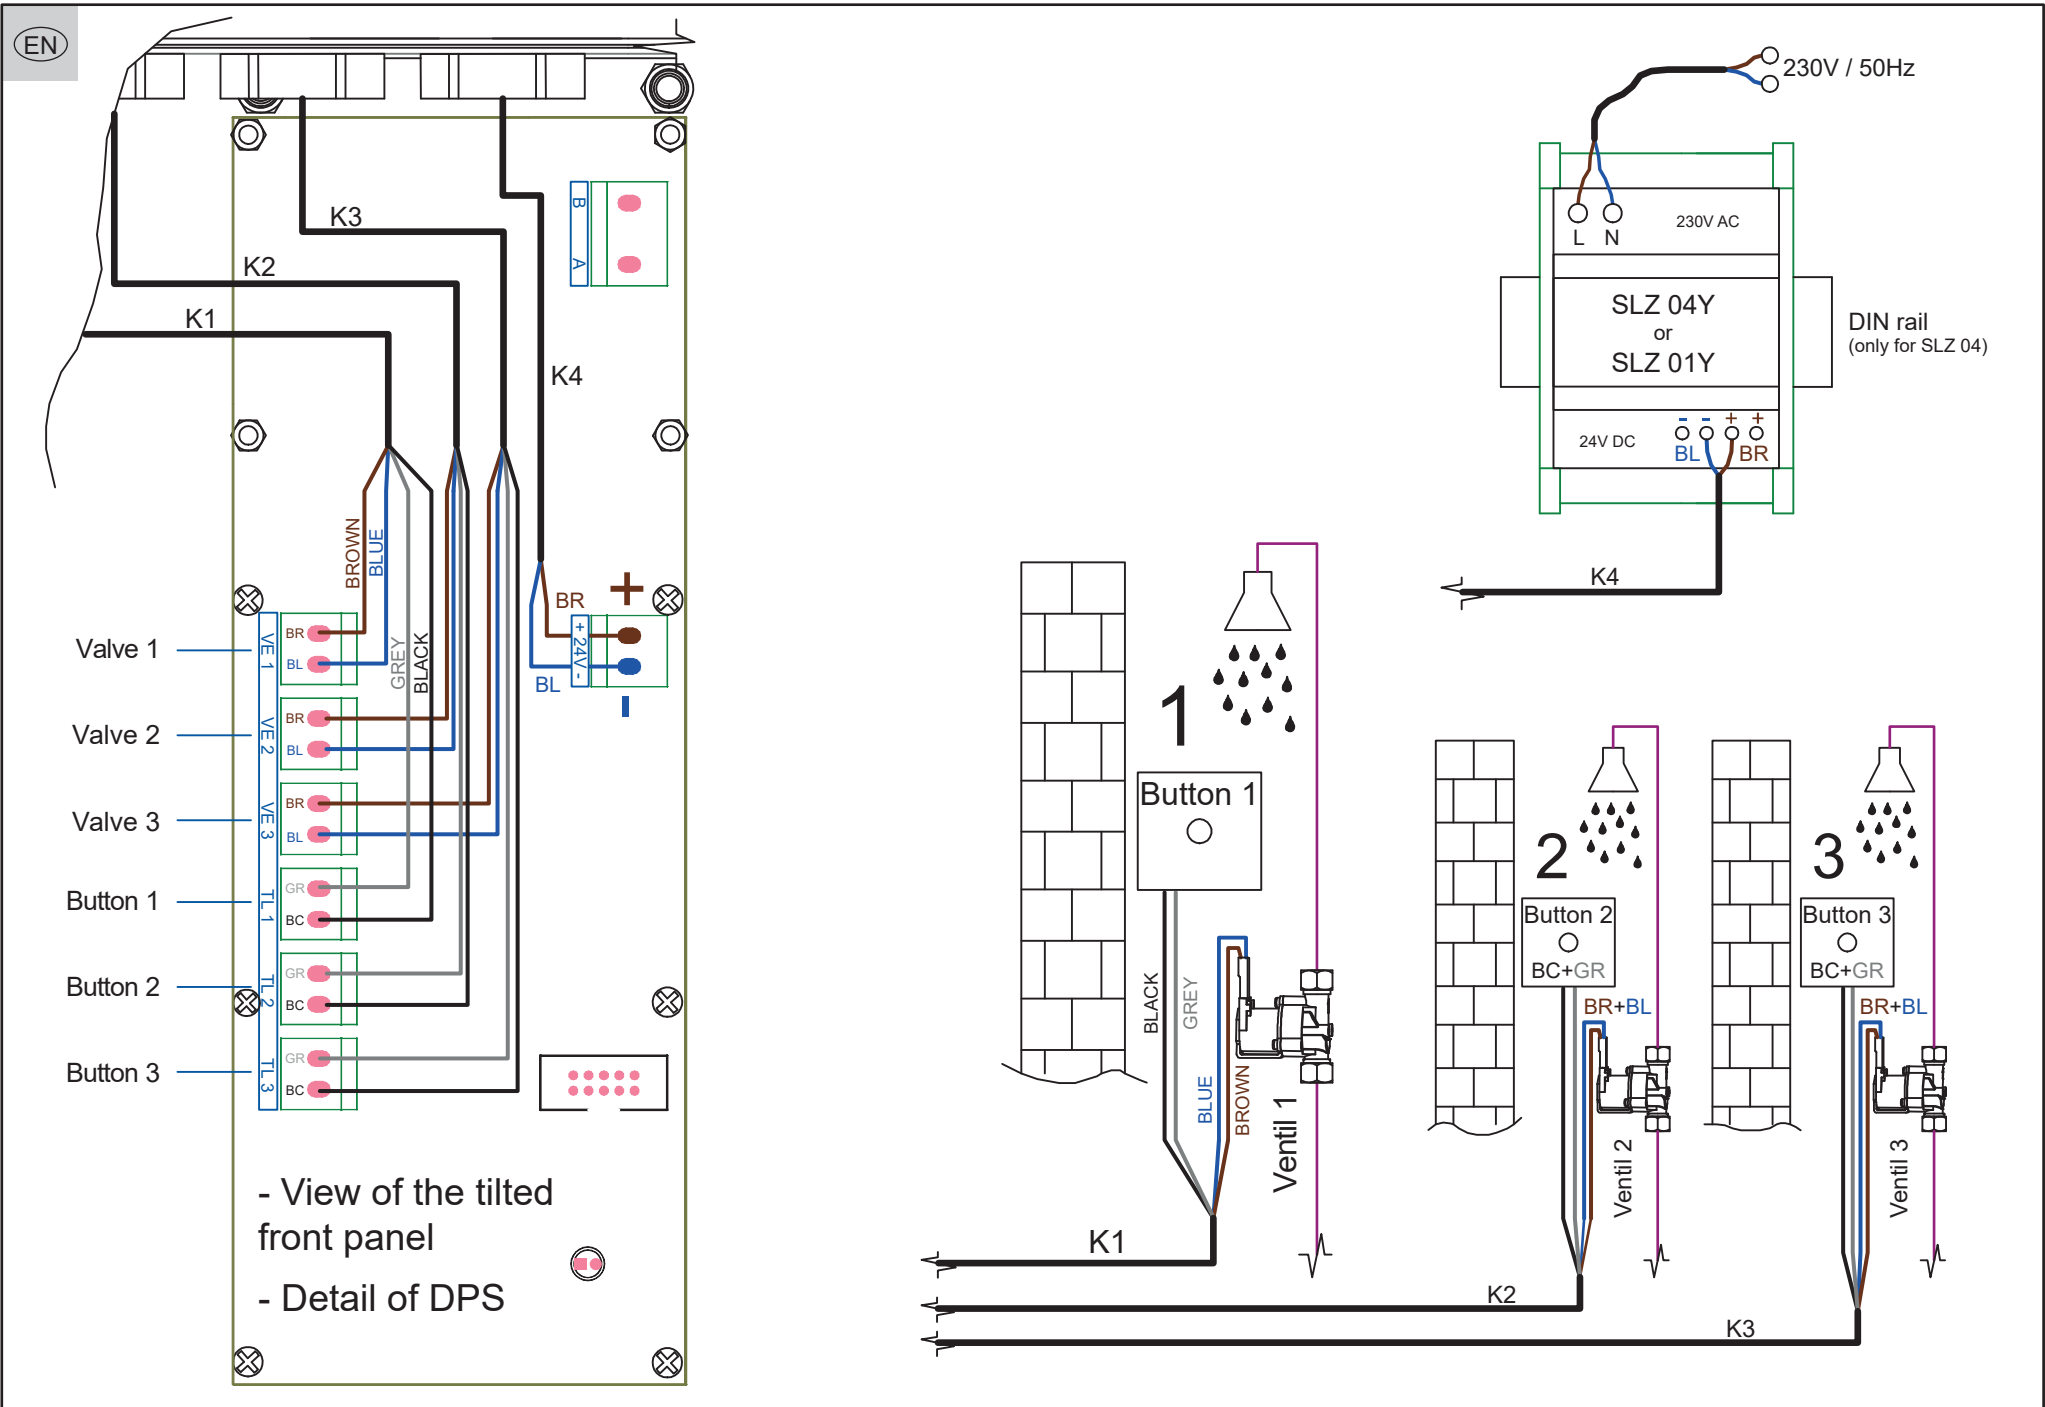 EN
K3
K2
K1
K4
B
A
BROWN
BLUE
GREY
BLACK
BR
BL
+ 24V -
+
-
Valve 1
VE 1
BR
BL
Valve 2
VE 2
BR
BL
Valve 3
VE 3
BR
BL
Button 1
TL 1
GR
BC
Button 2
TL 2
GR
BC
Button 3
TL 3
GR
BC
- View of the tilted
front panel
- Detail of DPS
230V / 50Hz
L N
230V AC
SLZ 04Y
or
SLZ 01Y
DIN rail
(only for SLZ 04)
- - + +
24V DC
BL BR
K4
1
Button 1
BLACK
GREY
BLUE
BROWN
Ventil 1
K1
2
Button 2
BC+GR
BR+BL
Ventil 2
K2
3
Button 3
BC+GR
BR+BL
Ventil 3
K3